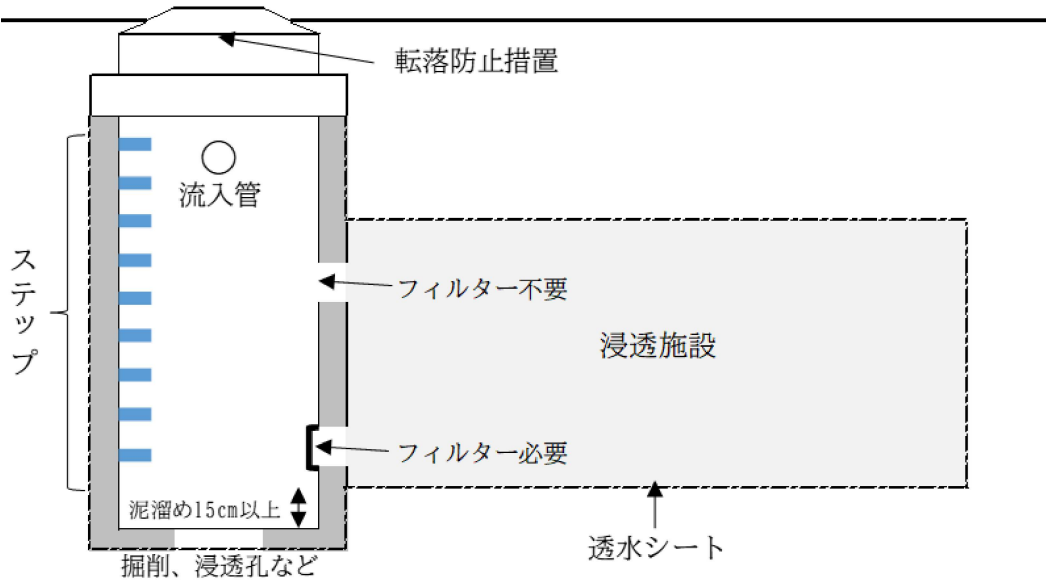 転落防止措置
流入管
ステップ
フィルター不要
浸透施設
フィルター必要
泥溜め15cm以上
透水シート
掘削、浸透孔など